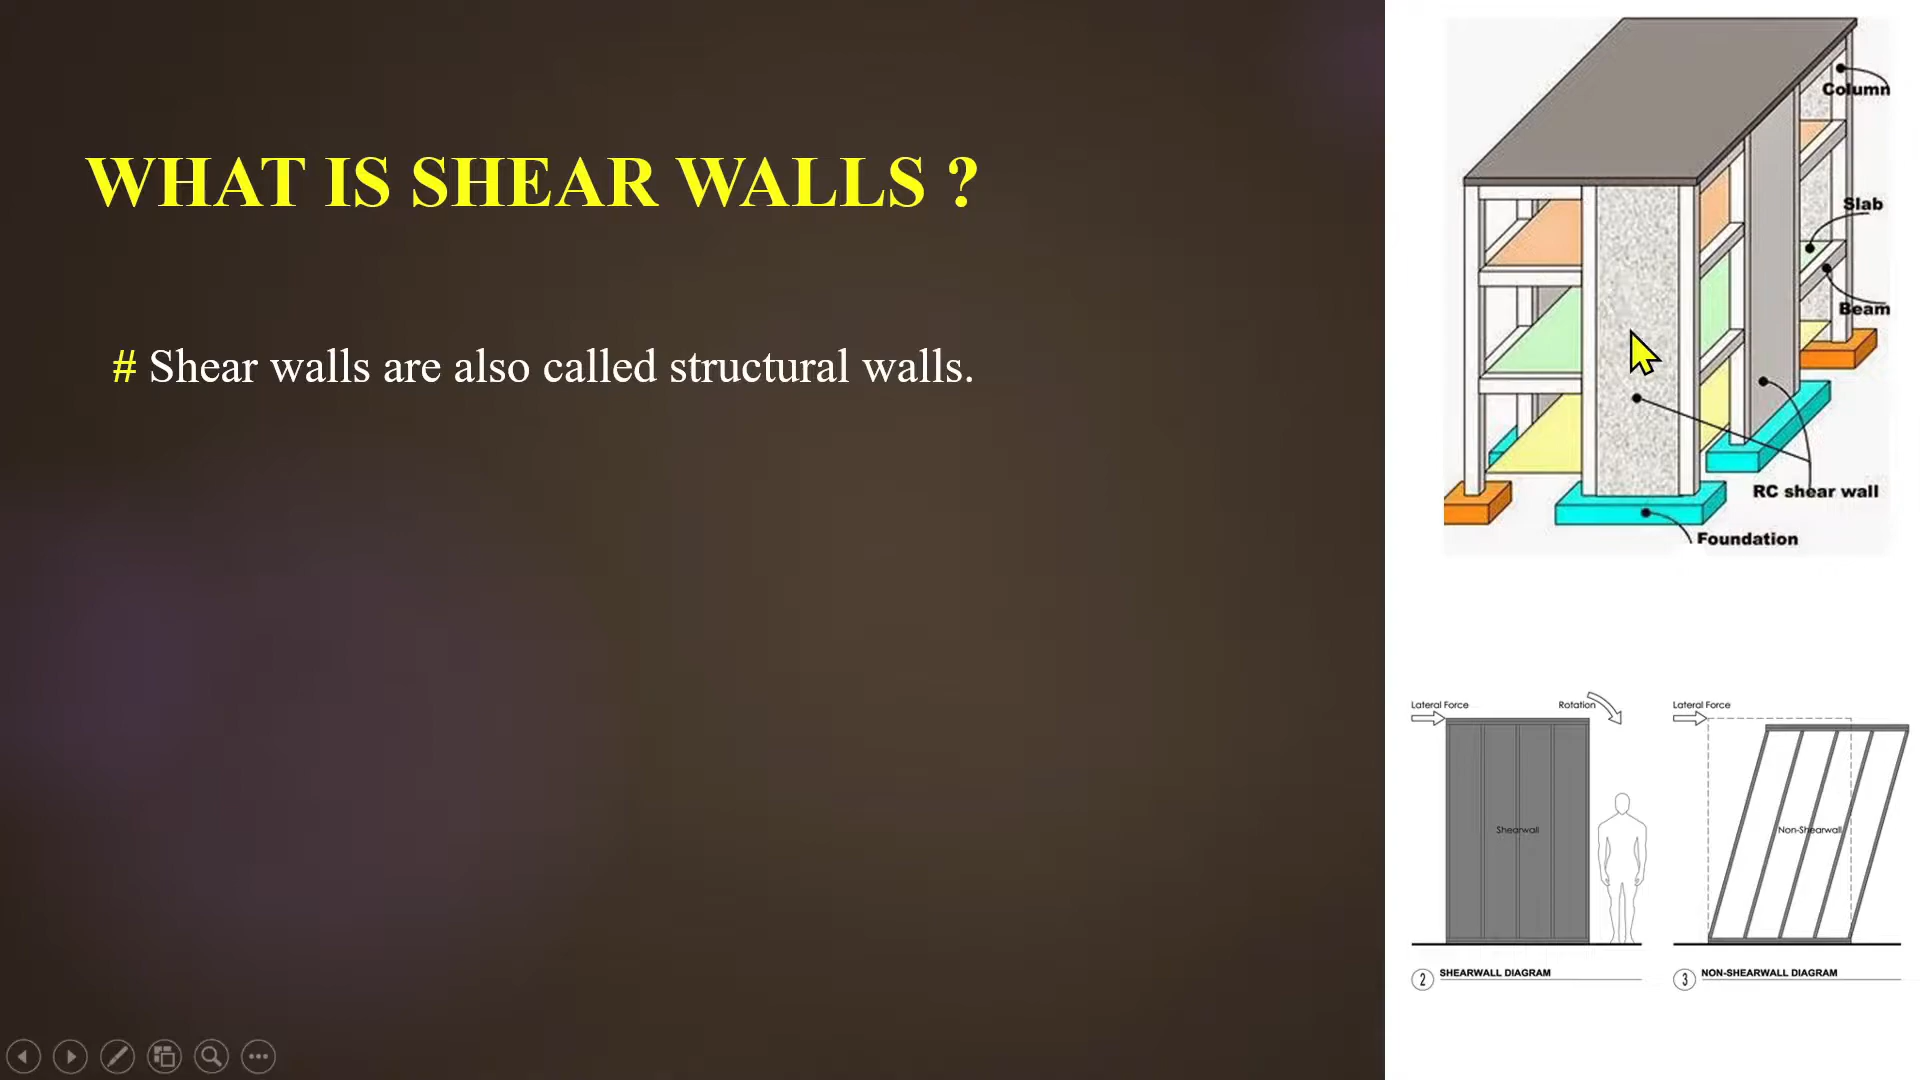 WHAT IS SHEAR WALLS ?
# Shear walls are also called structural walls.
Column
Slab
Beam
RC shear wall
Foundation
Lateral Force
Rotation
Lateral Force
Shearwall
Non-Shearwall
2 SHEARWALL DIAGRAM
3 NON-SHEARWALL DIAGRAM